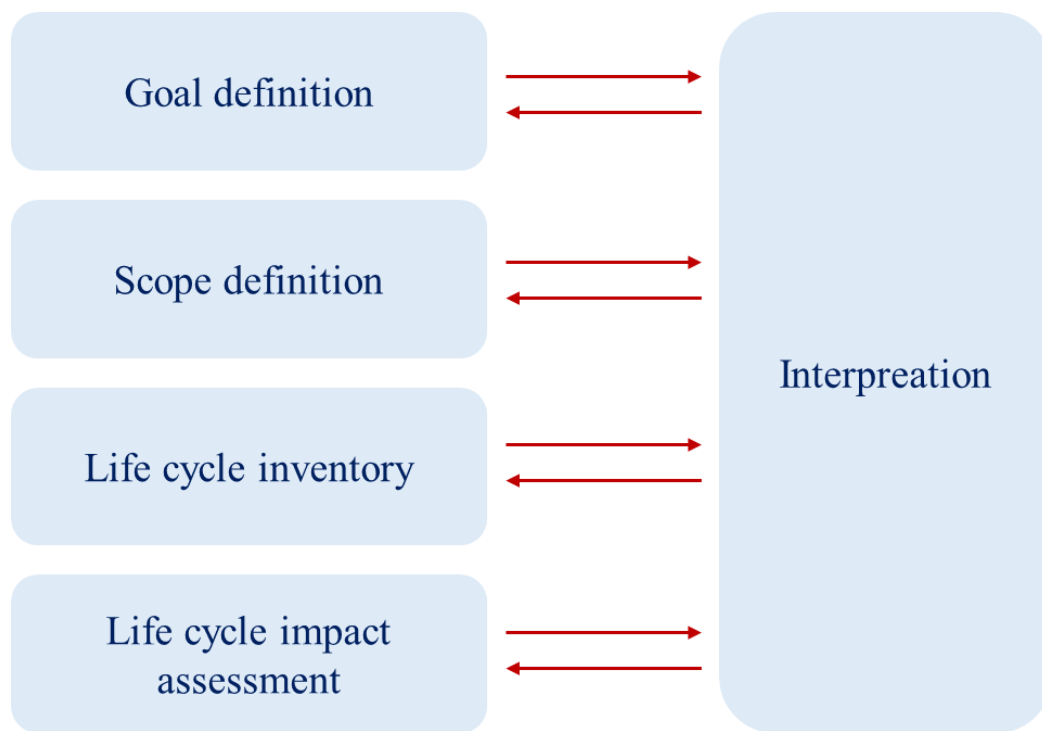 Goal definition
Scope definition
Life cycle inventory
Life cycle impact
assessment
Interpreation